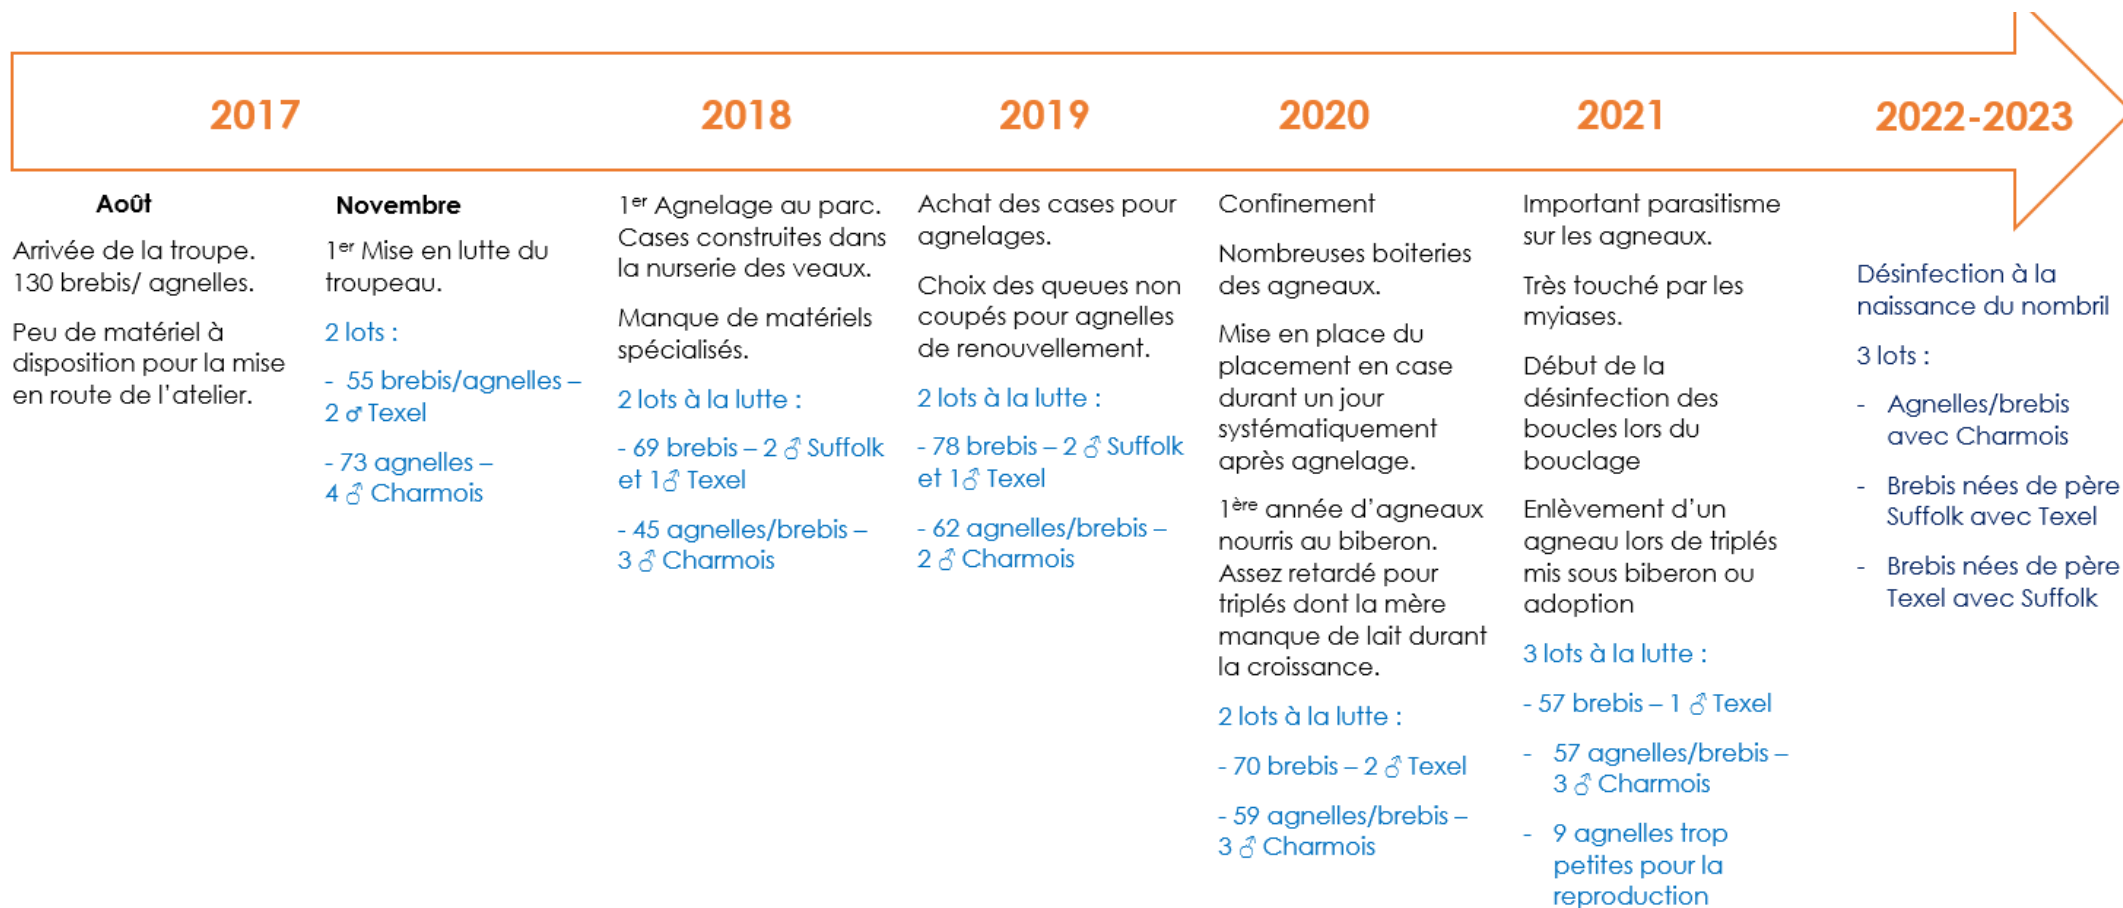 2017
2018
2019
2020
2021
2022-2023
Août
Arrivée de la troupe.
130 brebis/ agnelles.
Peu de matériel à
disposition pour la mise
en route de l'atelier.
Novembre
1er Mise en lutte du
troupeau.
2 lots :
- 55 brebis/agnelles –
2 ♂ Texel
- 73 agnelles –
4 ♂ Charmois
1er Agnelage au parc.
Cases construites dans
la nurserie des veaux.
Manque de matériels
spécialisés.
2 lots à la lutte :
- 69 brebis – 2 ♂ Suffolk
et 1♂ Texel
- 45 agnelles/brebis –
3 ♂ Charmois
Achat des cases pour
agnelages.
Choix des queues non
coupés pour agnelles
de renouvellement.
2 lots à la lutte :
- 78 brebis – 2 ♂ Suffolk
et 1♂ Texel
- 62 agnelles/brebis –
2 ♂ Charmois
Confinement
Nombreuses boiteries
des agneaux.
Mise en place du
placement en case
durant un jour
systématiquement
après agnelage.
1ère année d'agneaux
nourris au biberon.
Assez retardé pour
triplés dont la mère
manque de lait durant
la croissance.
2 lots à la lutte :
- 70 brebis – 2 ♂ Texel
- 59 agnelles/brebis –
3 ♂ Charmois
Important parasitisme
sur les agneaux.
Très touché par les
myiases.
Début de la
désinfection des
boucles lors du
bouclage
Enlèvement d'un
agneau lors de triplés
mis sous biberon ou
adoption
3 lots à la lutte :
- 57 brebis – 1 ♂ Texel
- 57 agnelles/brebis –
3 ♂ Charmois
- 9 agnelles trop
petites pour la
reproduction
Désinfection à la
naissance du nombril
3 lots :
- Agnelles/brebis
avec Charmois
- Brebis nées de père
Suffolk avec Texel
- Brebis nées de père
Texel avec Suffolk